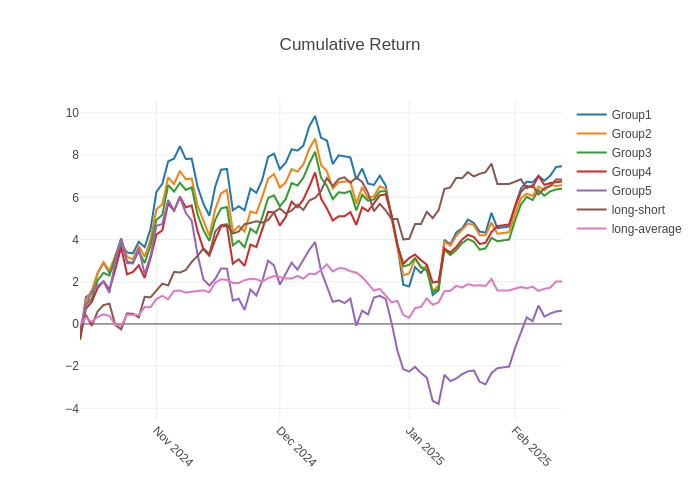 Cumulative Return
10
8
6
4
2
0
−2
−4
Nov 2024
Dec 2024
Jan 2025
Feb 2025
Group1
Group2
Group3
Group4
Group5
long-short
long-average